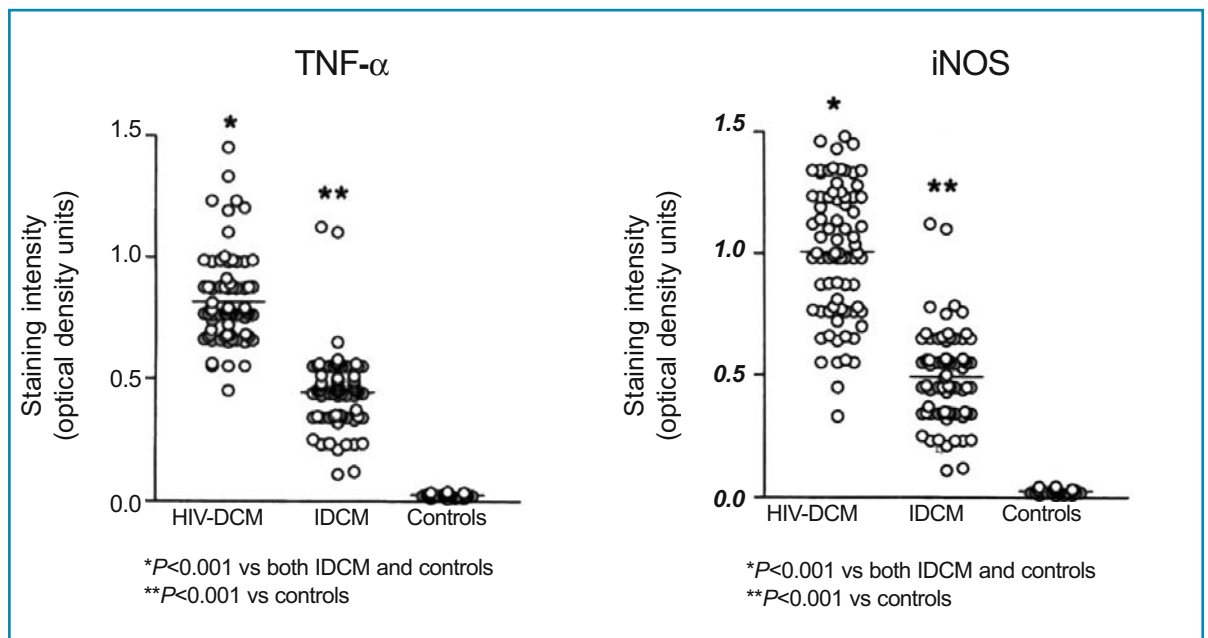 TNF-α
*
**
Staining intensity
(optical density units)
1.5
1.0
0.5
0.0
HIV-DCM IDCM Controls
*P<0.001 vs both IDCM and controls
**P<0.001 vs controls
iNOS
*
**
Staining intensity
(optical density units)
1.5
1.0
0.5
0.0
HIV-DCM IDCM Controls
*P<0.001 vs both IDCM and controls
**P<0.001 vs controls